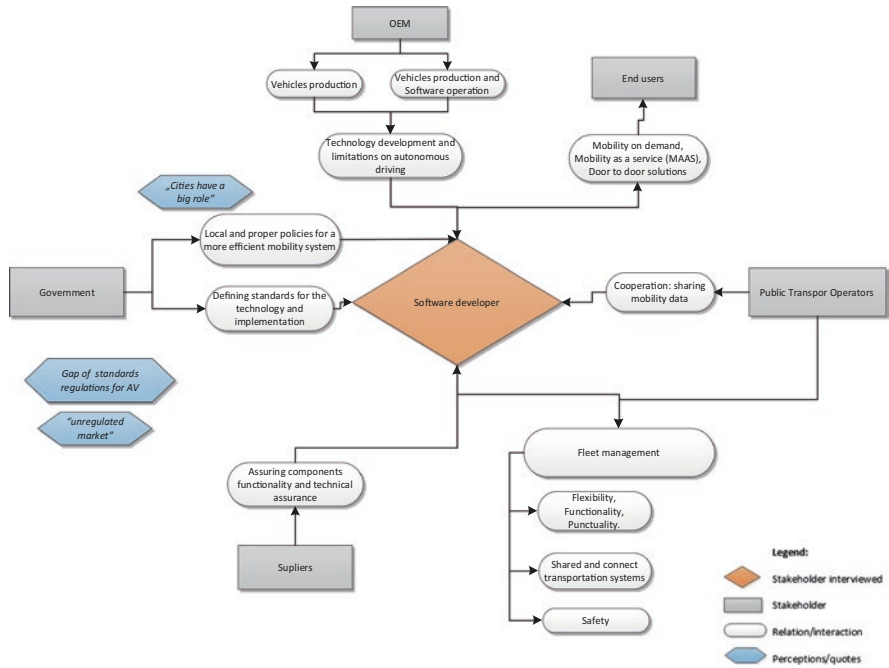 OEM
Vehicles production
Vehicles production and
Software operation
End users
Technology development and
limitations on autonomous
driving
Mobility on demand,
Mobility as a service (MAAS),
Door to door solutions
„Cities have a
big role“
Local and proper policies for a
more efficient mobility system
Government
Defining standards for the
technology and
implementation
Software developer
Cooperation: sharing
mobility data
Public Transpor Operators
Gap of standards
regulations for AV
“unregulated
market”
Assuring components
functionality and technical
assurance
Fleet management
Flexibility,
Functionality,
Punctuality.
Supliers
Shared and connect
transportation systems
Safety
Legend:
Stakeholder interviewed
Stakeholder
Relation/interaction
Perceptions/quotes